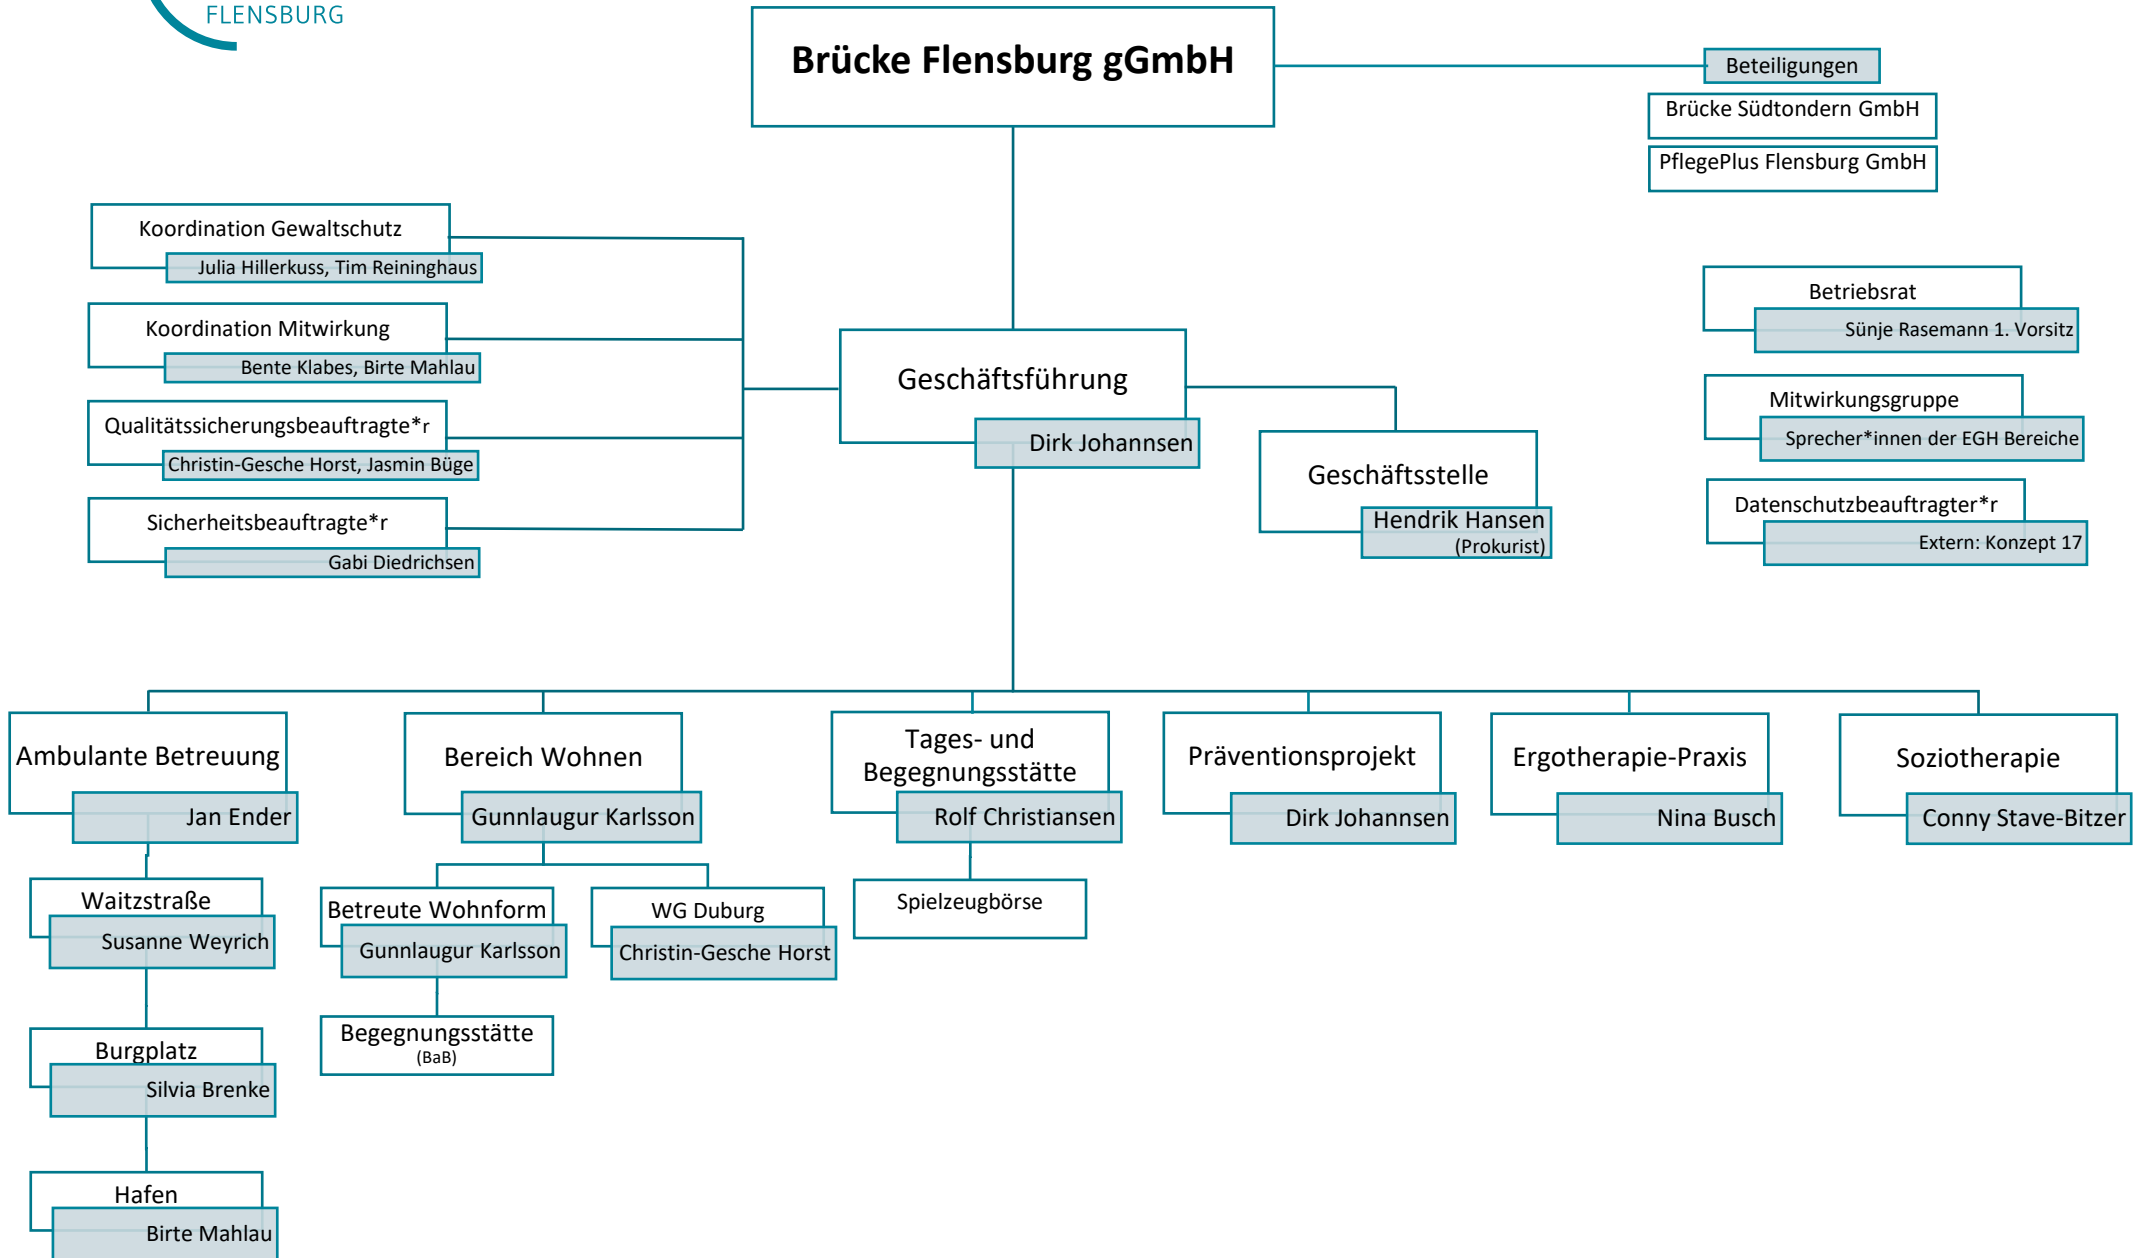 FLENSBURG
Brücke Flensburg gGmbH
Beteiligungen
Brücke Südtondern GmbH
PflegePlus Flensburg GmbH
Koordination Gewaltschutz
Julia Hillerkuss, Tim Reininghaus
Koordination Mitwirkung
Bente Klabes, Birte Mahlau
Qualitätssicherungsbeauftragte*r
Christin-Gesche Horst, Jasmin Büge
Sicherheitsbeauftragte*r
Gabi Diedrichsen
Geschäftsführung
Dirk Johannsen
Geschäftsstelle
Hendrik Hansen
(Prokurist)
Betriebsrat
Sünje Rasemann 1. Vorsitz
Mitwirkungsgruppe
Sprecher*innen der EGH Bereiche
Datenschutzbeauftragter*r
Extern: Konzept 17
Ambulante Betreuung
Jan Ender
Waitzstraße
Susanne Weyrich
Burgplatz
Silvia Brenke
Hafen
Birte Mahlau
Bereich Wohnen
Gunnlaugur Karlsson
Betreute Wohnform
Gunnlaugur Karlsson
Begegnungsstätte
(BaB)
WG Duburg
Christin-Gesche Horst
Tages- und
Begegnungsstätte
Rolf Christiansen
Spielzeugbörse
Präventionsprojekt
Dirk Johannsen
Ergotherapie-Praxis
Nina Busch
Soziotherapie
Conny Stave-Bitzer